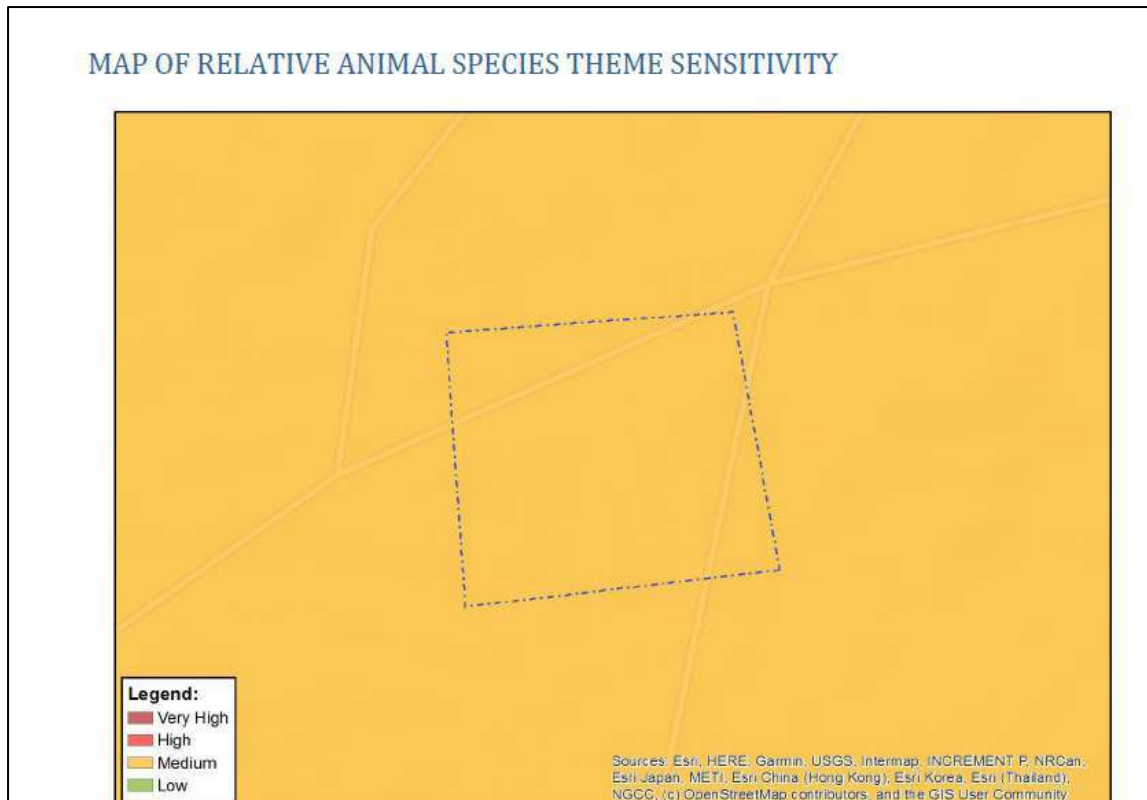 MAP OF RELATIVE ANIMAL SPECIES THEME SENSITIVITY
Legend:
Very High
High
Medium
Low
Sources: Esri, HERE, Garmin, USGS, Intermap, INCREMENT P, NRCan,
Esri Japan, METI, Esri China (Hong Kong), Esri Korea, Esri (Thailand),
NGCC, (c) OpenStreetMap contributors, and the GIS User Community